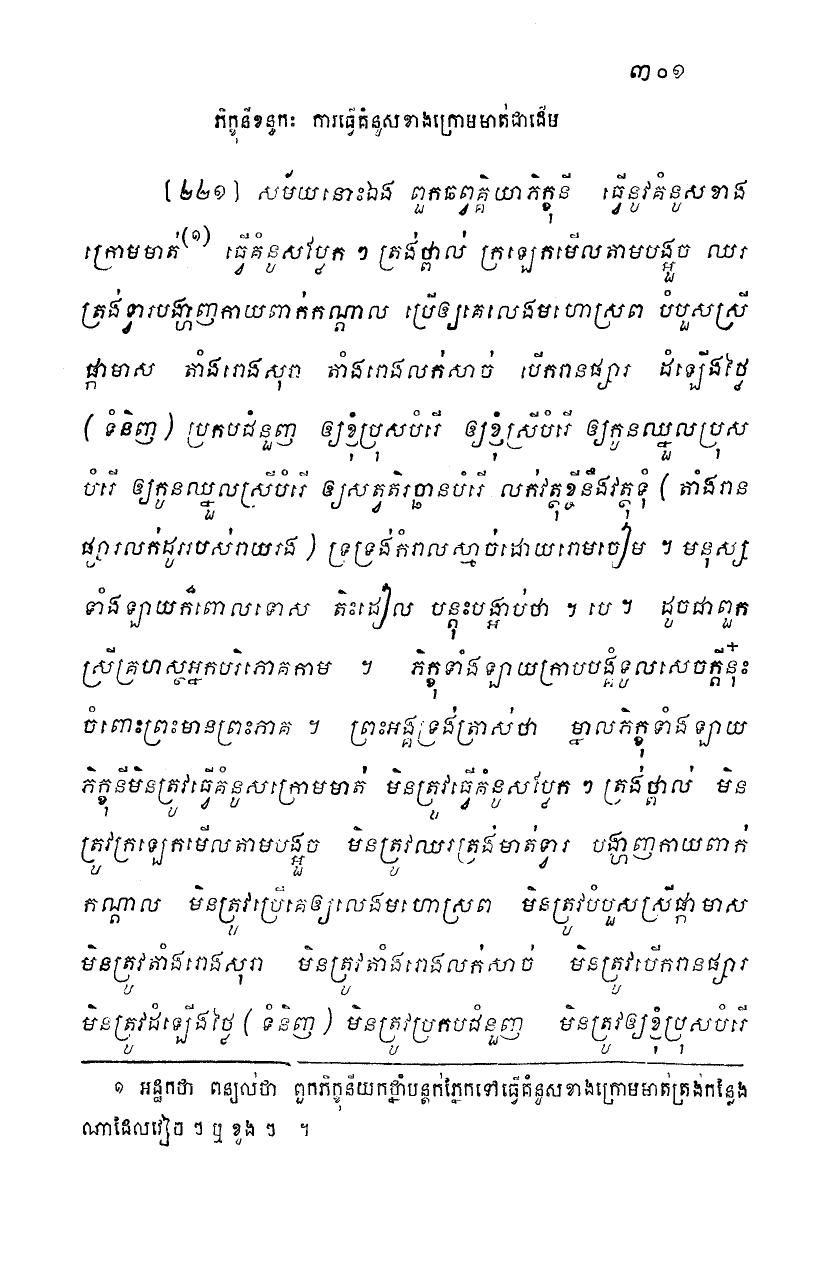 ៣០១
ភិក្ខុនីខន្ធកៈ ការធ្វើគំនូសខាងក្រោមមាត់ជាដើម
[២២១] សម័យនោះឯង ពួកឆព្វគ្គិយាភិក្ខុនី ធ្វើនូវគំនូសខាង
ក្រោមមាត់(១) ធ្វើគំនូសប្លែក ៗ ត្រង់ថ្ពាល់ ក្រឡេកមើលតាមបង្អួច ឈរ
ត្រង់ទ្វារបង្ហាញកាយពាក់កណ្តាល ប្រើឲ្យគេលេងមហោស្រព បំបួសស្រី
ផ្កាមាស តាំងរោងសុរា តាំងរោងលក់សាច់ បើករានផ្សារ ដំឡើងថ្លៃ
(ទំនិញ) ប្រកបជំនួញ ឲ្យខ្ញុំប្រុសបំរើ ឲ្យខ្ញុំស្រីបំរើ ឲ្យកូនឈ្នួលប្រុស
បំរើ ឲ្យកូនឈ្នួលស្រីបំរើ ឲ្យសត្វតិរច្ឆានបំរើ លក់វត្ថុខ្ចីនឹងវត្ថុទុំ (តាំងរាន
ផ្សារលក់ដូររបស់រាយរង) ទ្រទ្រង់កំរាលស្មាច់ដោយរោមចៀម ។ មនុស្ស
ទាំងឡាយក៏ពោលទោស តិះដៀល បន្តុះបង្អាប់ថា ។ បេ ។ ដូចជាពួក
ស្រីគ្រហស្ថអ្នកបរិភោគកាម ។ ភិក្ខុទាំងឡាយក្រាបបង្គំទូលសេចក្តីនុ៎ះ
ចំពោះព្រះមានព្រះភាគ ។ ព្រះអង្គទ្រង់ត្រាស់ថា ម្នាលភិក្ខុទាំងឡាយ
ភិក្ខុនីមិនត្រូវធ្វើគំនូសក្រោមមាត់ មិនត្រូវធ្វើគំនូសប្លែក ៗ ត្រង់ថ្ពាល់ មិន
ត្រូវក្រឡេកមើលតាមបង្អួច មិនត្រូវឈរត្រង់មាត់ទ្វារ បង្ហាញកាយពាក់
កណ្តាល មិនត្រូវប្រើគេឲ្យលេងមហោស្រព មិនត្រូវបំបួសស្រីផ្កាមាស
មិនត្រូវតាំងរោងសុរា មិនត្រូវតាំងរោងលក់សាច់ មិនត្រូវបើករានផ្សារ
មិនត្រូវដំឡើងថ្លៃ (ទំនិញ) មិនត្រូវប្រកបជំនួញ មិនត្រូវឲ្យខ្ញុំប្រុសបំរើ
១ អដ្ឋកថា ពន្យល់ថា ពួកភិក្ខុនីយកថ្នាំបន្តក់ភ្នែកទៅធ្វើគំនូសខាងក្រោមមាត់ត្រង់កន្លែង
ណាដែលវៀច ៗ ឬ ខូង ៗ ។